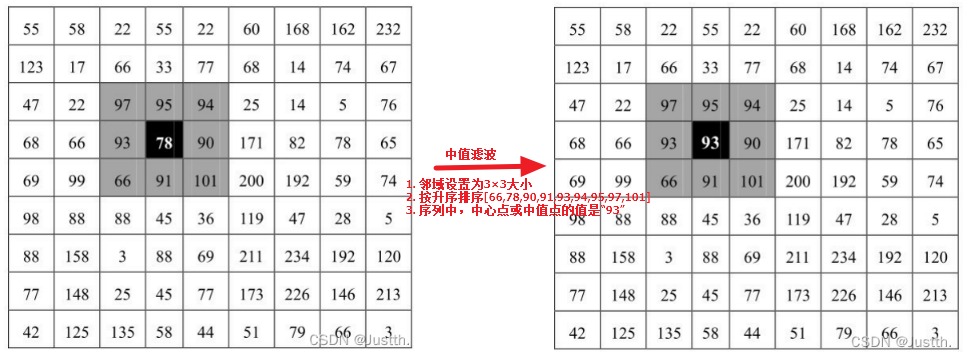 55 58 22 55 22 60 168 162 232
123 17 66 33 77 68 14 74 67
47 22 97 95 94 25 14 5 76
68 66 93 78 90 171 82 78 65
69 99 66 91 101 200 192 59 74
98 88 88 45 36 119 47 28 5
88 158 3 88 69 211 234 192 120
77 148 25 45 77 173 226 146 213
42 125 135 58 44 51 79 66 3
CSDN @Justth.
中值滤波
1. 邻域设置为3×3大小
2. 按升序排序[66,78,90,91,93,94,95,97,101]
3. 序列中，中心点或中值点的值是“93”
55 58 22 55 22 60 168 162 232
123 17 66 33 77 68 14 74 67
47 22 97 95 94 25 14 5 76
68 66 93 93 90 171 82 78 65
69 99 66 91 101 200 192 59 74
98 88 88 45 36 119 47 28 5
88 158 3 88 69 211 234 192 120
77 148 25 45 77 173 226 146 213
42 125 135 58 44 51 79 66 3
CSDN @Justth.